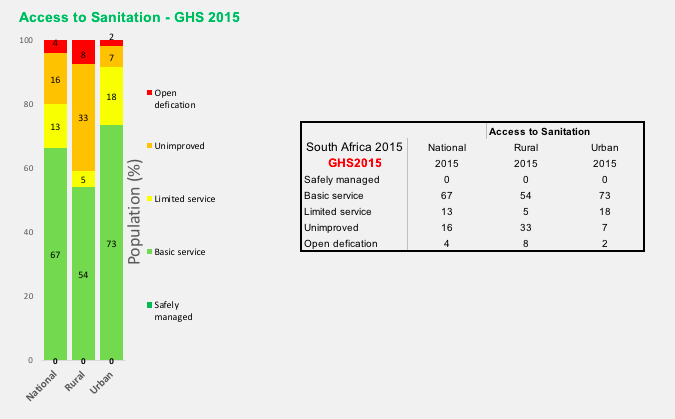 Access to Sanitation - GHS 2015
100
80
60
40
20
0
4
16
13
67
0
8
33
5
54
0
2
7
18
73
0
National
Rural
Urban
Population (%)
Open
defication
Unimproved
Limited service
Basic service
Safely
managed
Access to Sanitation
South Africa 2015 National Rural Urban
GHS2015 2015 2015 2015
Safely managed 0 0 0
Basic service 67 54 73
Limited service 13 5 18
Unimproved 16 33 7
Open defication 4 8 2